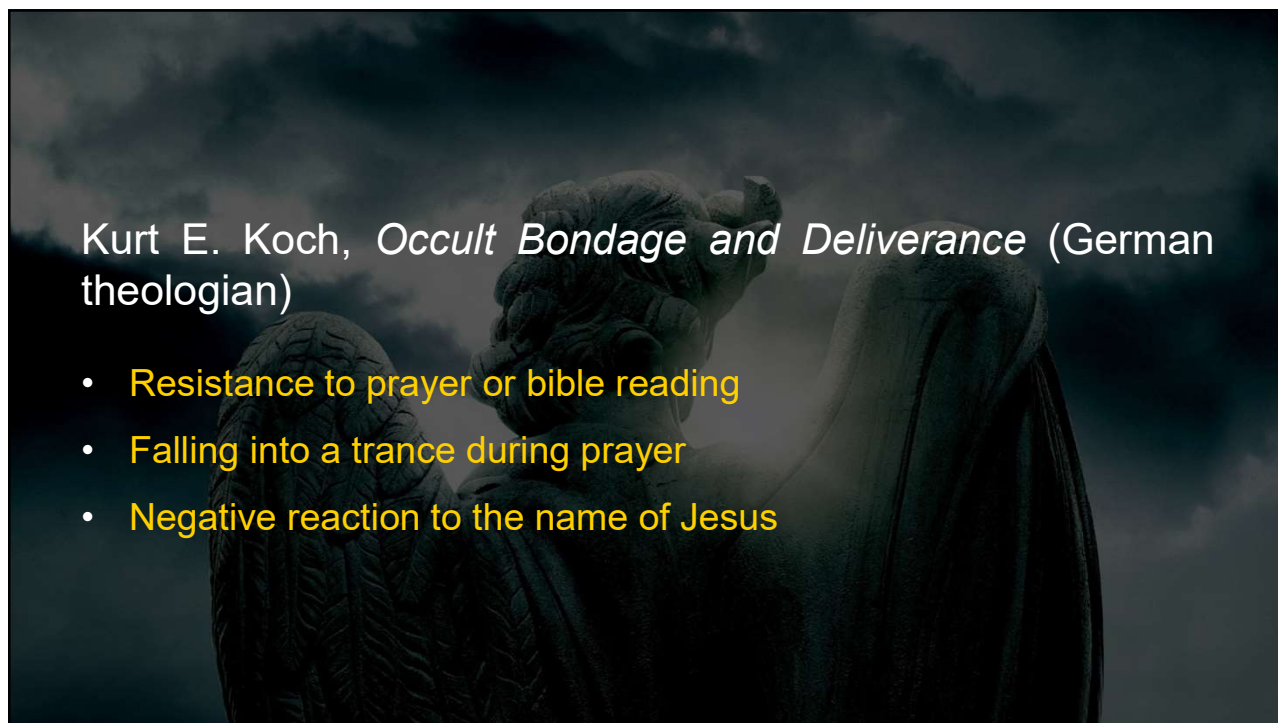 Kurt E. Koch, Occult Bondage and Deliverance (German
theologian)
• Resistance to prayer or bible reading
• Falling into a trance during prayer
• Negative reaction to the name of Jesus